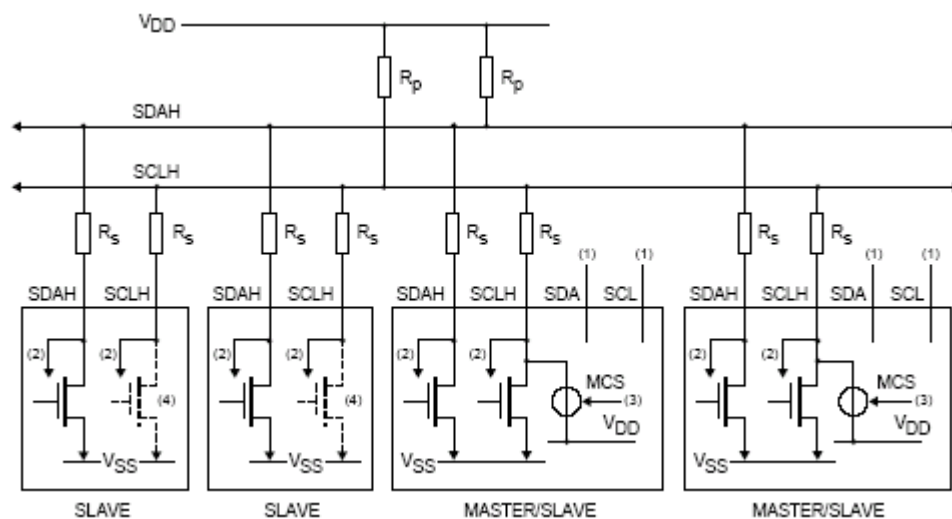 VDD
Rp Rp
SDAH
SCLH
Rs Rs Rs Rs Rs Rs Rs Rs
(1) (1) (1) (1)
SDAH SCLH SDAH SCLH SDAH SCLH SDA SCL SDAH SCLH SDA SCL
(2) (2) (2) (2) (2) (2) (2) (2)
MCS MCS
(4) (4) (3) (3)
VDD VDD
VSS VSS VSS VSS
SLAVE SLAVE MASTER/SLAVE MASTER/SLAVE